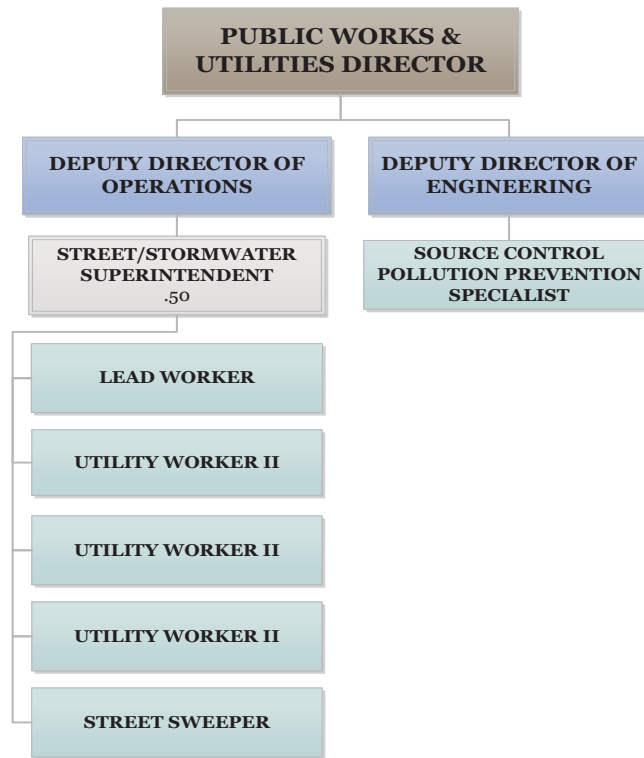 PUBLIC WORKS &
UTILITIES DIRECTOR
DEPUTY DIRECTOR OF
OPERATIONS
DEPUTY DIRECTOR OF
ENGINEERING
STREET/STORMWATER
SUPERINTENDENT
.50
SOURCE CONTROL
POLLUTION PREVENTION
SPECIALIST
LEAD WORKER
UTILITY WORKER II
UTILITY WORKER II
UTILITY WORKER II
STREET SWEEPER